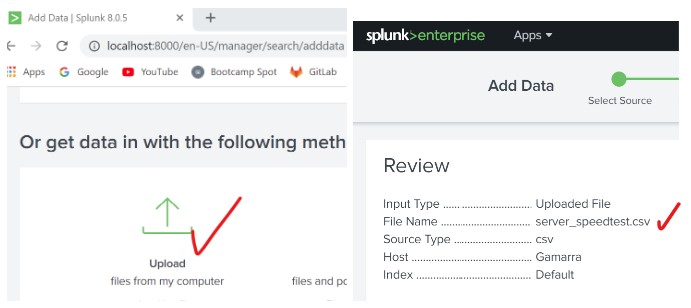 Add Data | Splunk 8.0.5
localhost:8000/en-US/manager/search/adddata
Apps Google YouTube Bootcamp Spot GitLab
Or get data in with the following meth
Upload
files from my computer
files and po
splunk>enterprise Apps
Add Data
Select Source
Review
Input Type ................................ Uploaded File
File Name ................................ server_speedtest.csv
Source Type ............................ csv
Host ........................................... Gamarra
Index .......................................... Default